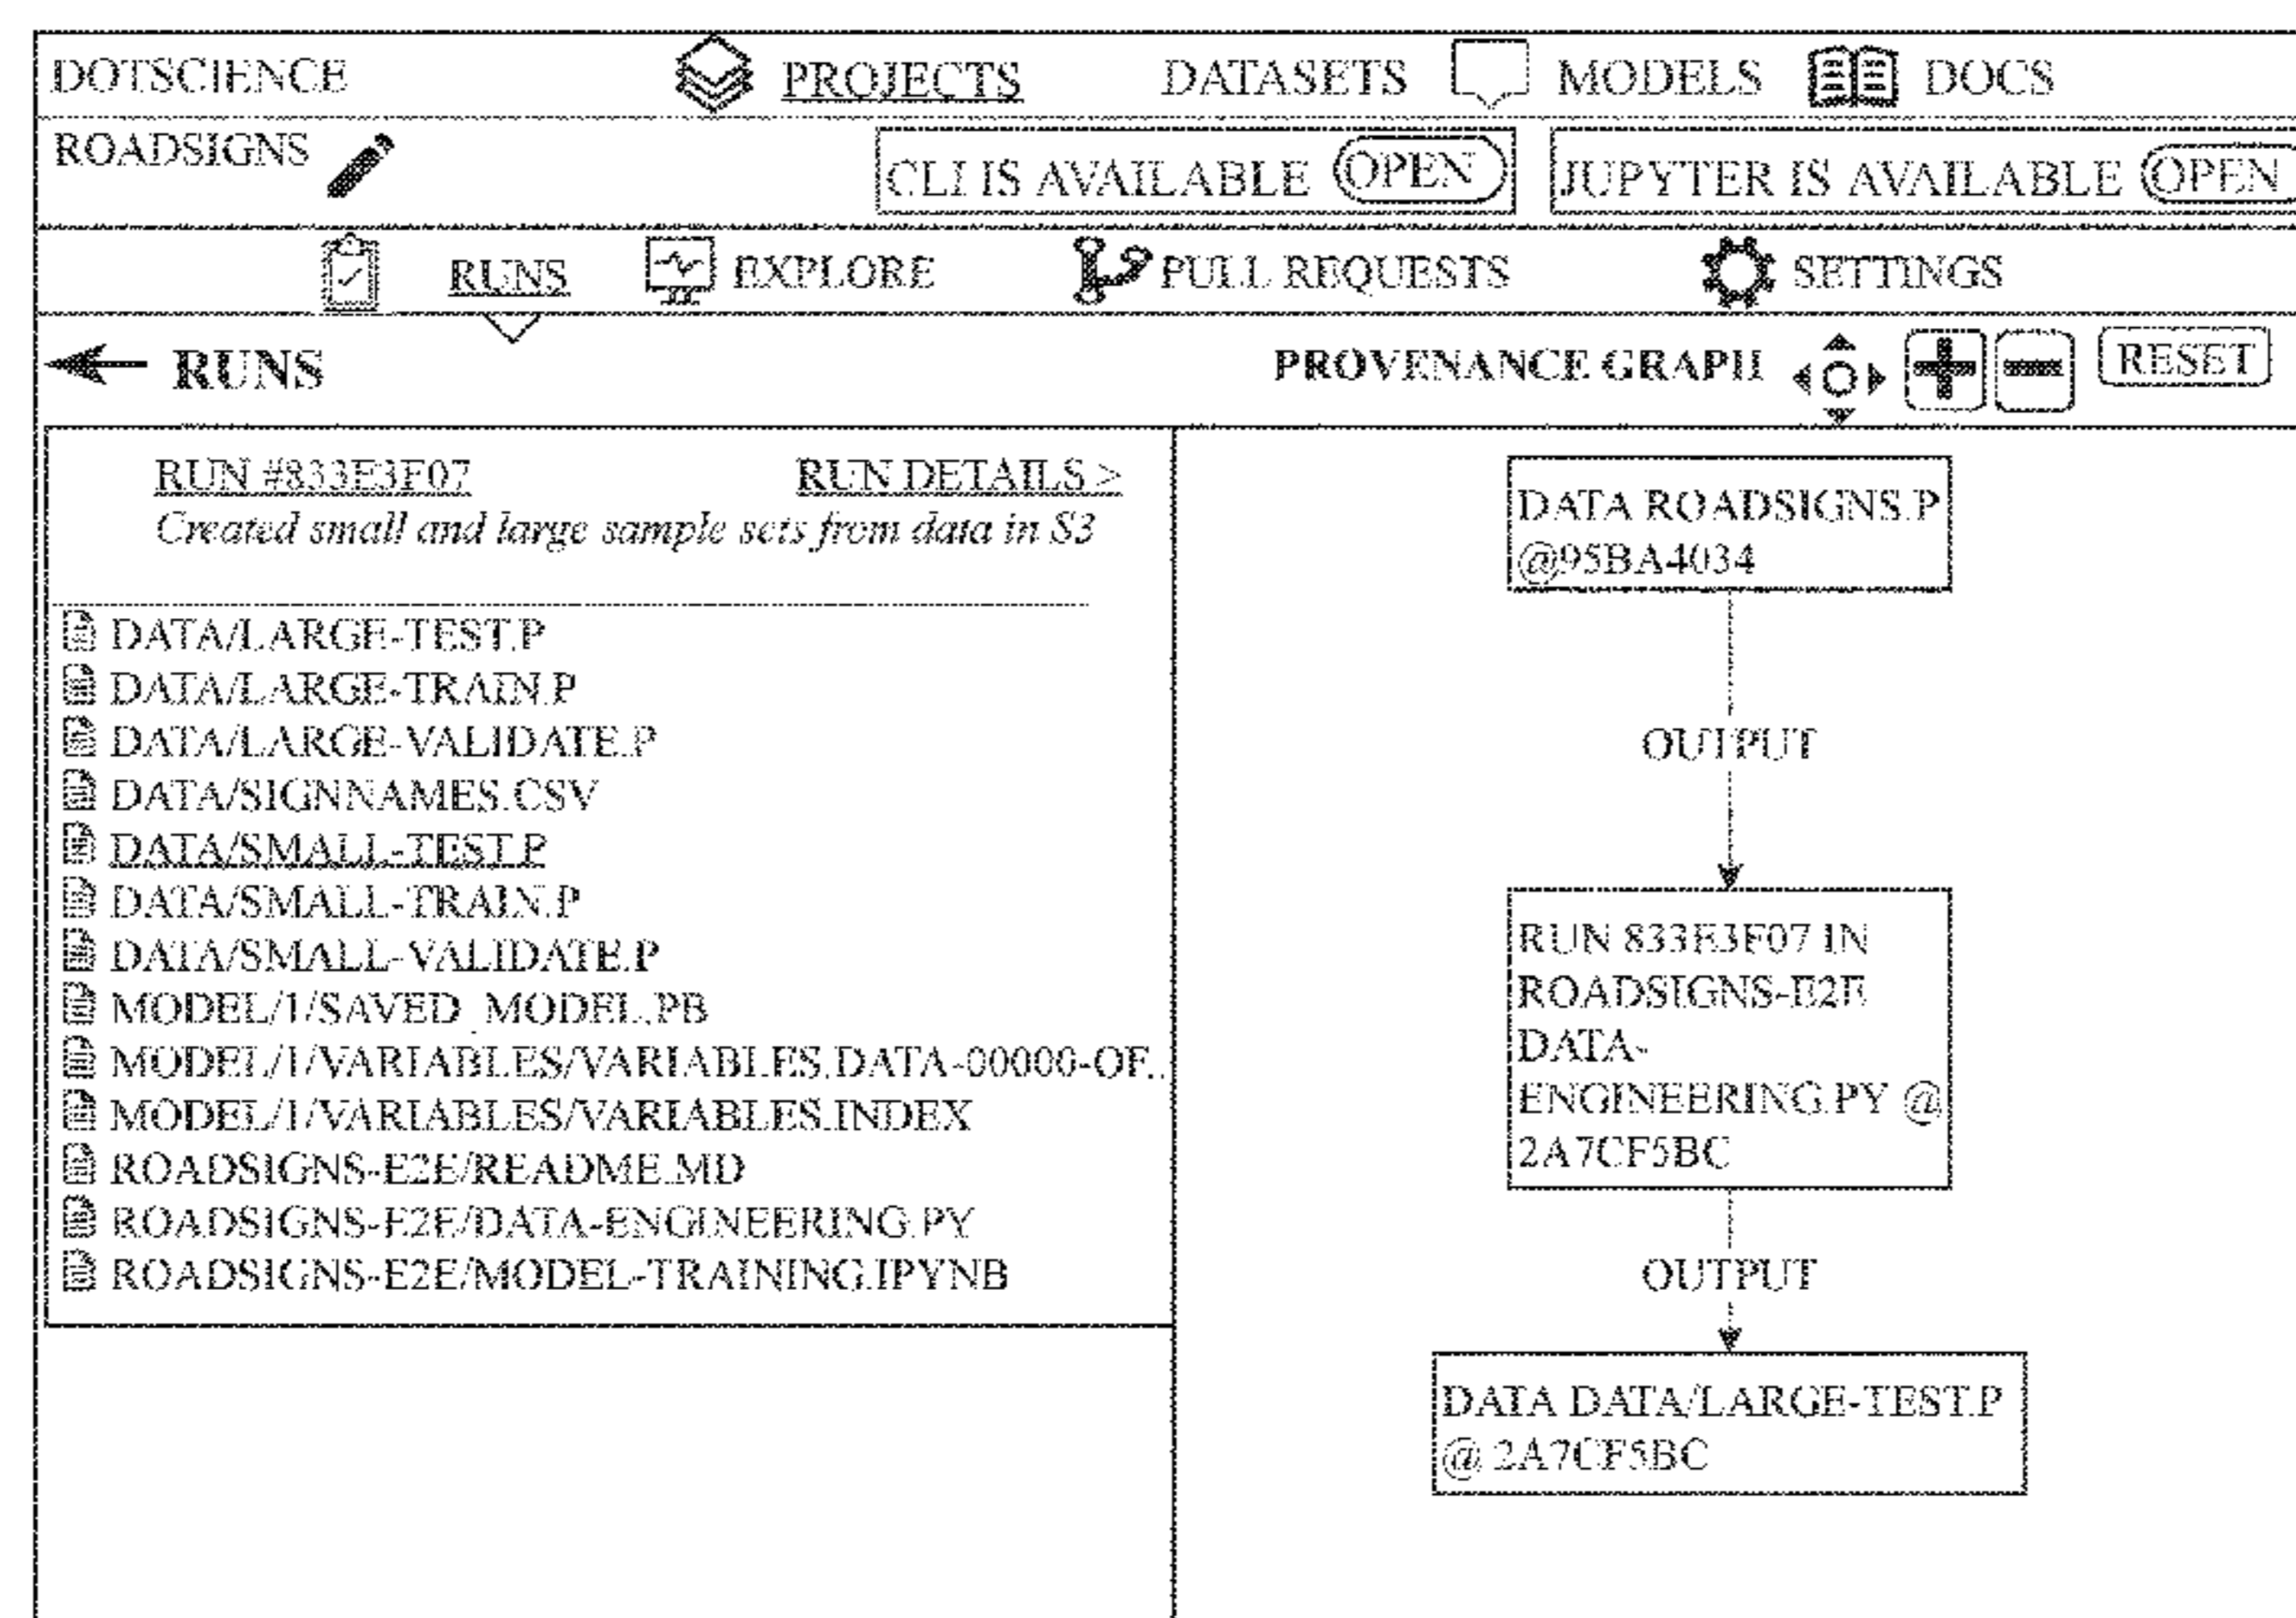 DOTSCIENCE PROJECTS DATASETS MODELS DOCS
ROADSIGNS CLI IS AVAILABLE OPEN JUPYTER IS AVAILABLE OPEN
RUNS EXPLORE PULL REQUESTS SETTINGS
RUNS PROVENANCE GRAPH RESET
RUN #833E3F07 RUN DETAILS >
Created small and large sample sets from data in S3
DATA/LARGE-TEST.P
DATA/LARGE-TRAIN.P
DATA/LARGE-VALIDATE.P
DATA/SIGNNAMES.CSV
DATA/SMALL-TEST.P
DATA/SMALL-TRAIN.P
DATA/SMALL-VALIDATE.P
MODEL/1/SAVED_MODEL.PB
MODEL/1/VARIABLES/VARIABLES.DATA-00000-OF..
MODEL/1/VARIABLES/VARIABLES.INDEX
ROADSIGNS-E2E/README.MD
ROADSIGNS-E2E/DATA-ENGINEERING.PY
ROADSIGNS-E2E/MODEL-TRAINING.IPYNB
DATA ROADSIGNS.P
@95BA4034
OUTPUT
RUN 833E3F07 IN
ROADSIGNS-E2E
DATA-
ENGINEERING.PY @
2A7CF5BC
OUTPUT
DATA DATA/LARGE-TEST.P
@ 2A7CF5BC